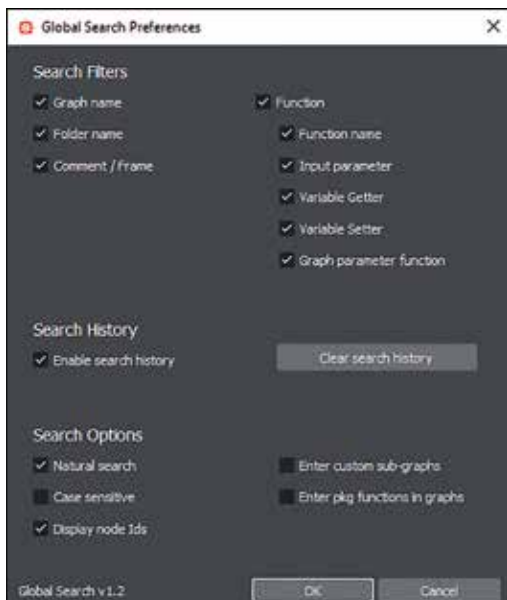 Global Search Preferences
Search Filters
Graph name
Function
Folder name
Function name
Comment / Frame
Input parameter
Variable Getter
Variable Setter
Graph parameter function
Search History
Enable search history
Clear search history
Search Options
Natural search
Enter custom sub-graphs
Case sensitive
Enter pkg functions in graphs
Display node Ids
Global Search v1.2
OK
Cancel